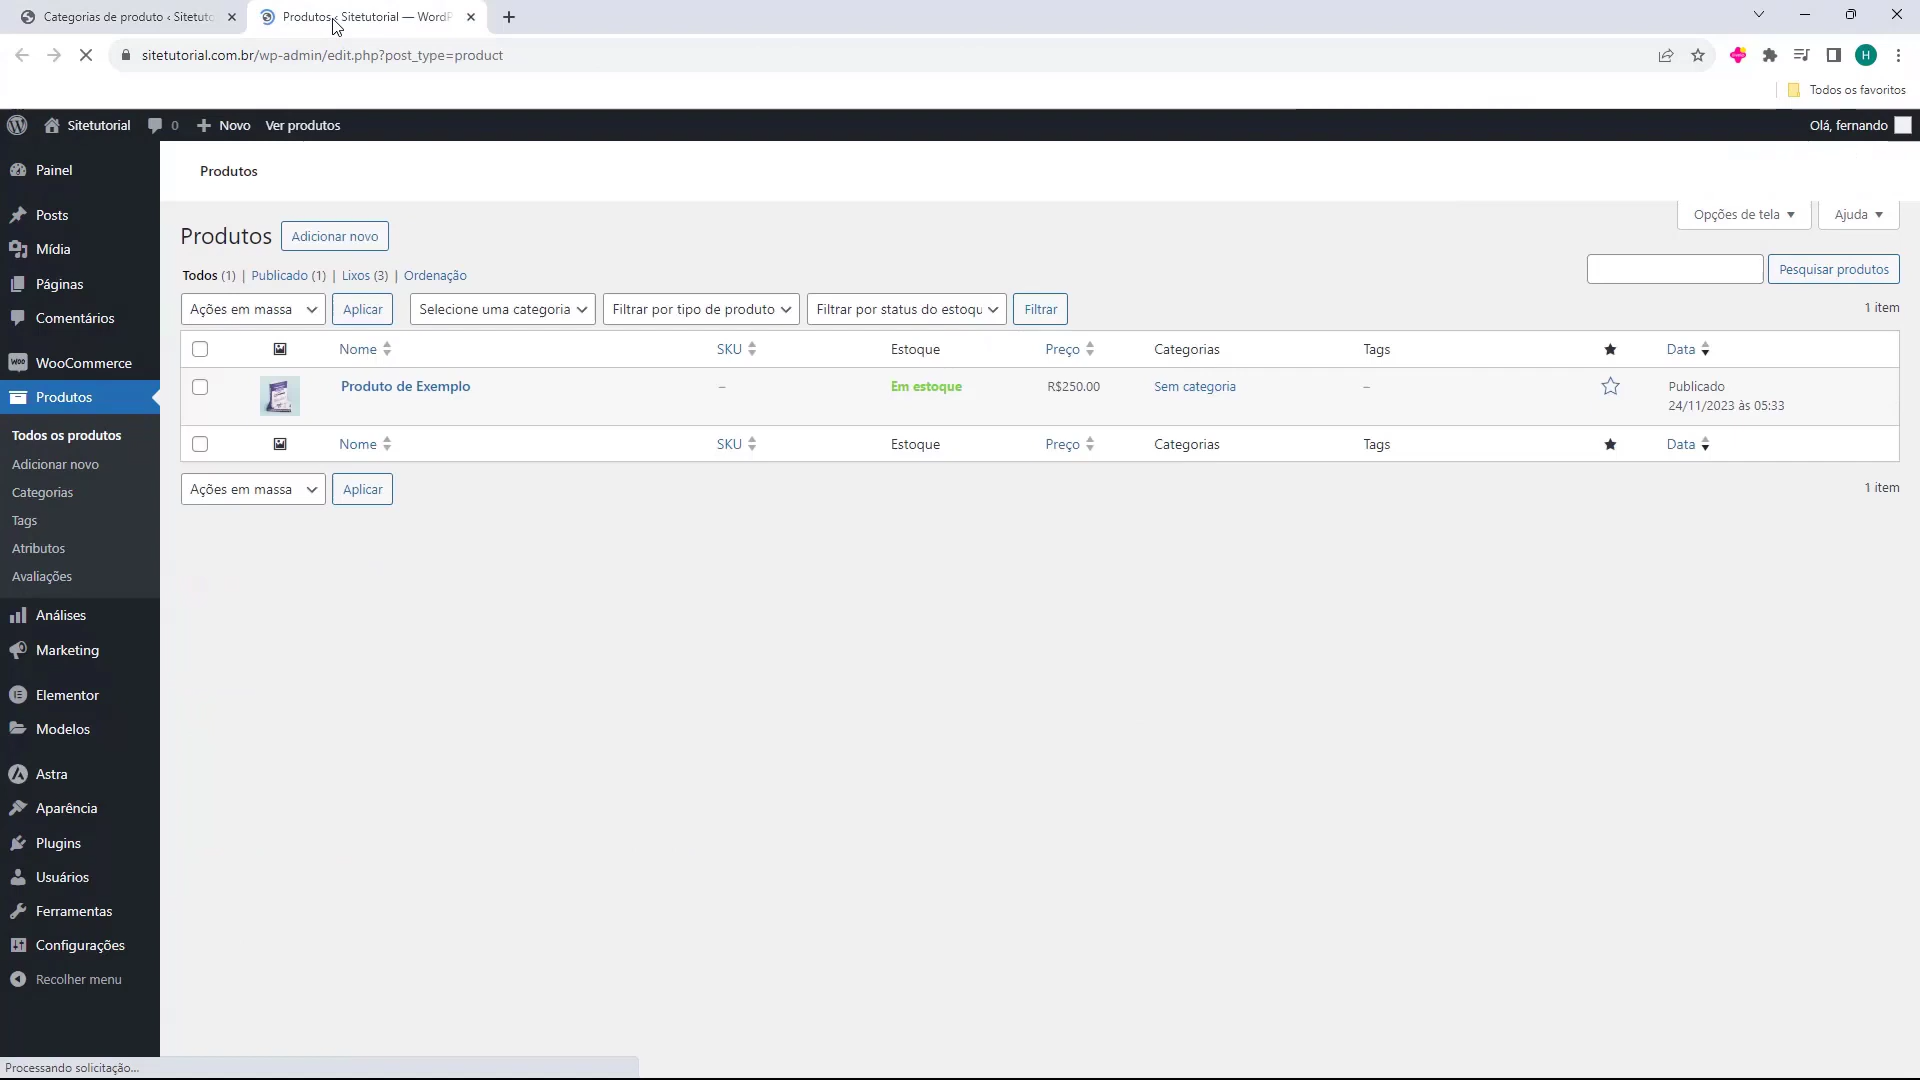 Categorias de produto ‹ Sitetuto
Produtos ‹ Sitetutorial — WordP
sitetutorial.com.br/wp-admin/edit.php?post_type=product
H
Todos os favoritos
Sitetutorial
0
Novo
Ver produtos
Olá, fernando
Painel
Posts
Mídia
Páginas
Comentários
WooCommerce
Produtos
Todos os produtos
Adicionar novo
Categorias
Tags
Atributos
Avaliações
Análises
Marketing
Elementor
Modelos
Astra
Aparência
Plugins
Usuários
Ferramentas
Configurações
Recolher menu
Produtos
Opções de tela
Ajuda
Produtos
Adicionar novo
Todos (1) | Publicado (1) | Lixos (3) | Ordenação
Pesquisar produtos
Ações em massa
Aplicar
Selecione uma categoria
Filtrar por tipo de produto
Filtrar por status do estoqu
Filtrar
1 item
Nome SKU Estoque Preço Categorias Tags Data
Produto de Exemplo – Em estoque R$250.00 Sem categoria – Publicado
24/11/2023 às 05:33
Nome SKU Estoque Preço Categorias Tags Data
Ações em massa
Aplicar
1 item
Processando solicitação...